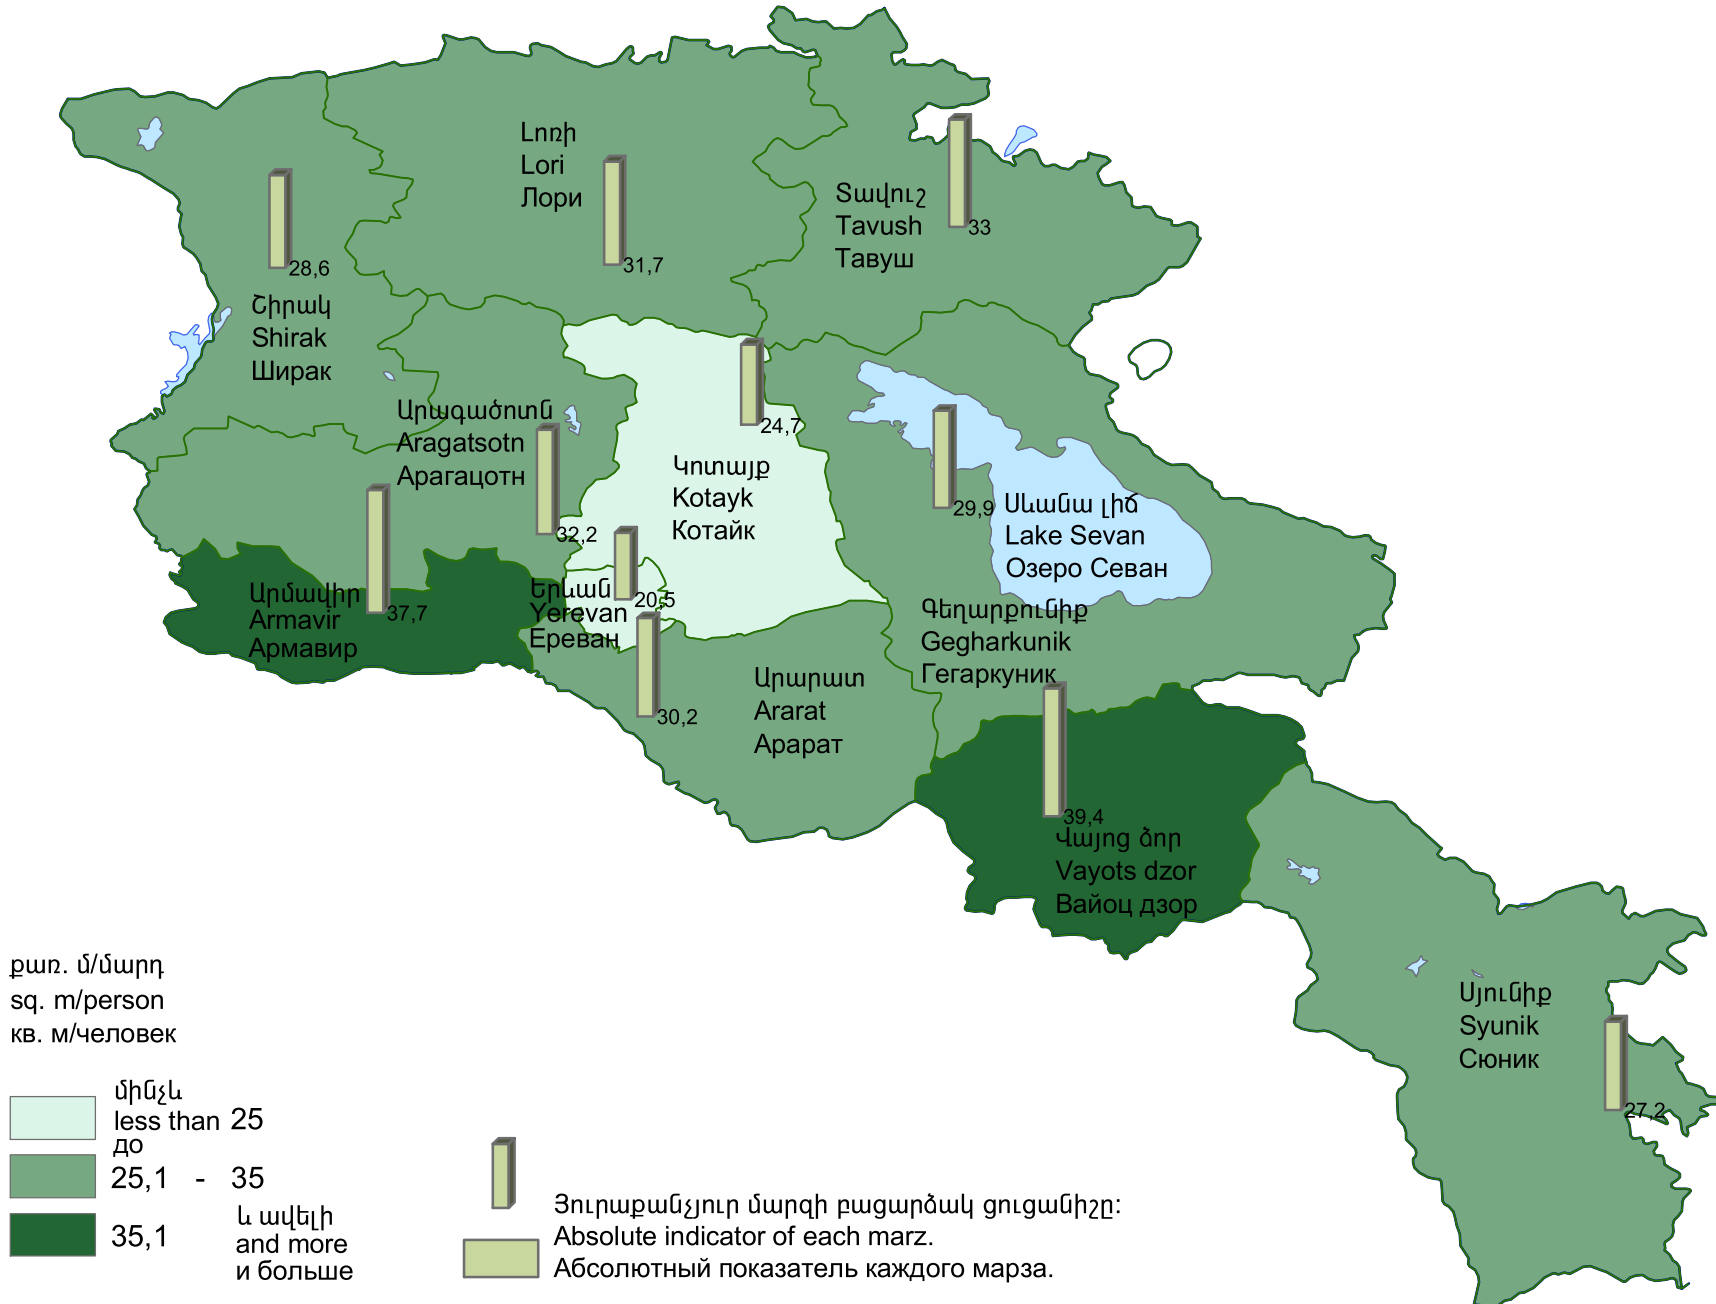 Լոռի
Lori
Лори
31,7
Տավուշ
Tavush
Тавуш
33
28,6
Շիրակ
Shirak
Ширак
Արագածոտն
Aragatsotn
Арагацотн
32,2
24,7
Կոտայք
Kotayk
Котайк
29,9
Սևանա լիճ
Lake Sevan
Озеро Севан
Արմավիր
Armavir
Армавир
37,7
Երևան
Yerevan
Ереван
20,5
Գեղարքունիք
Gegharkunik
Гегаркуник
30,2
Արարատ
Ararat
Арарат
39,4
Վայոց ձոր
Vayots dzor
Вайоц дзор
Սյունիք
Syunik
Сюник
27,2
քառ. մ/մարդ
sq. m/person
кв. м/человек
մինչև
less than 25
до
25,1 - 35
35,1
և ավելի
and more
и больше
Յուրաքանչյուր մարզի բացարձակ ցուցանիշը:
Absolute indicator of each marz.
Абсолютный показатель каждого марза.